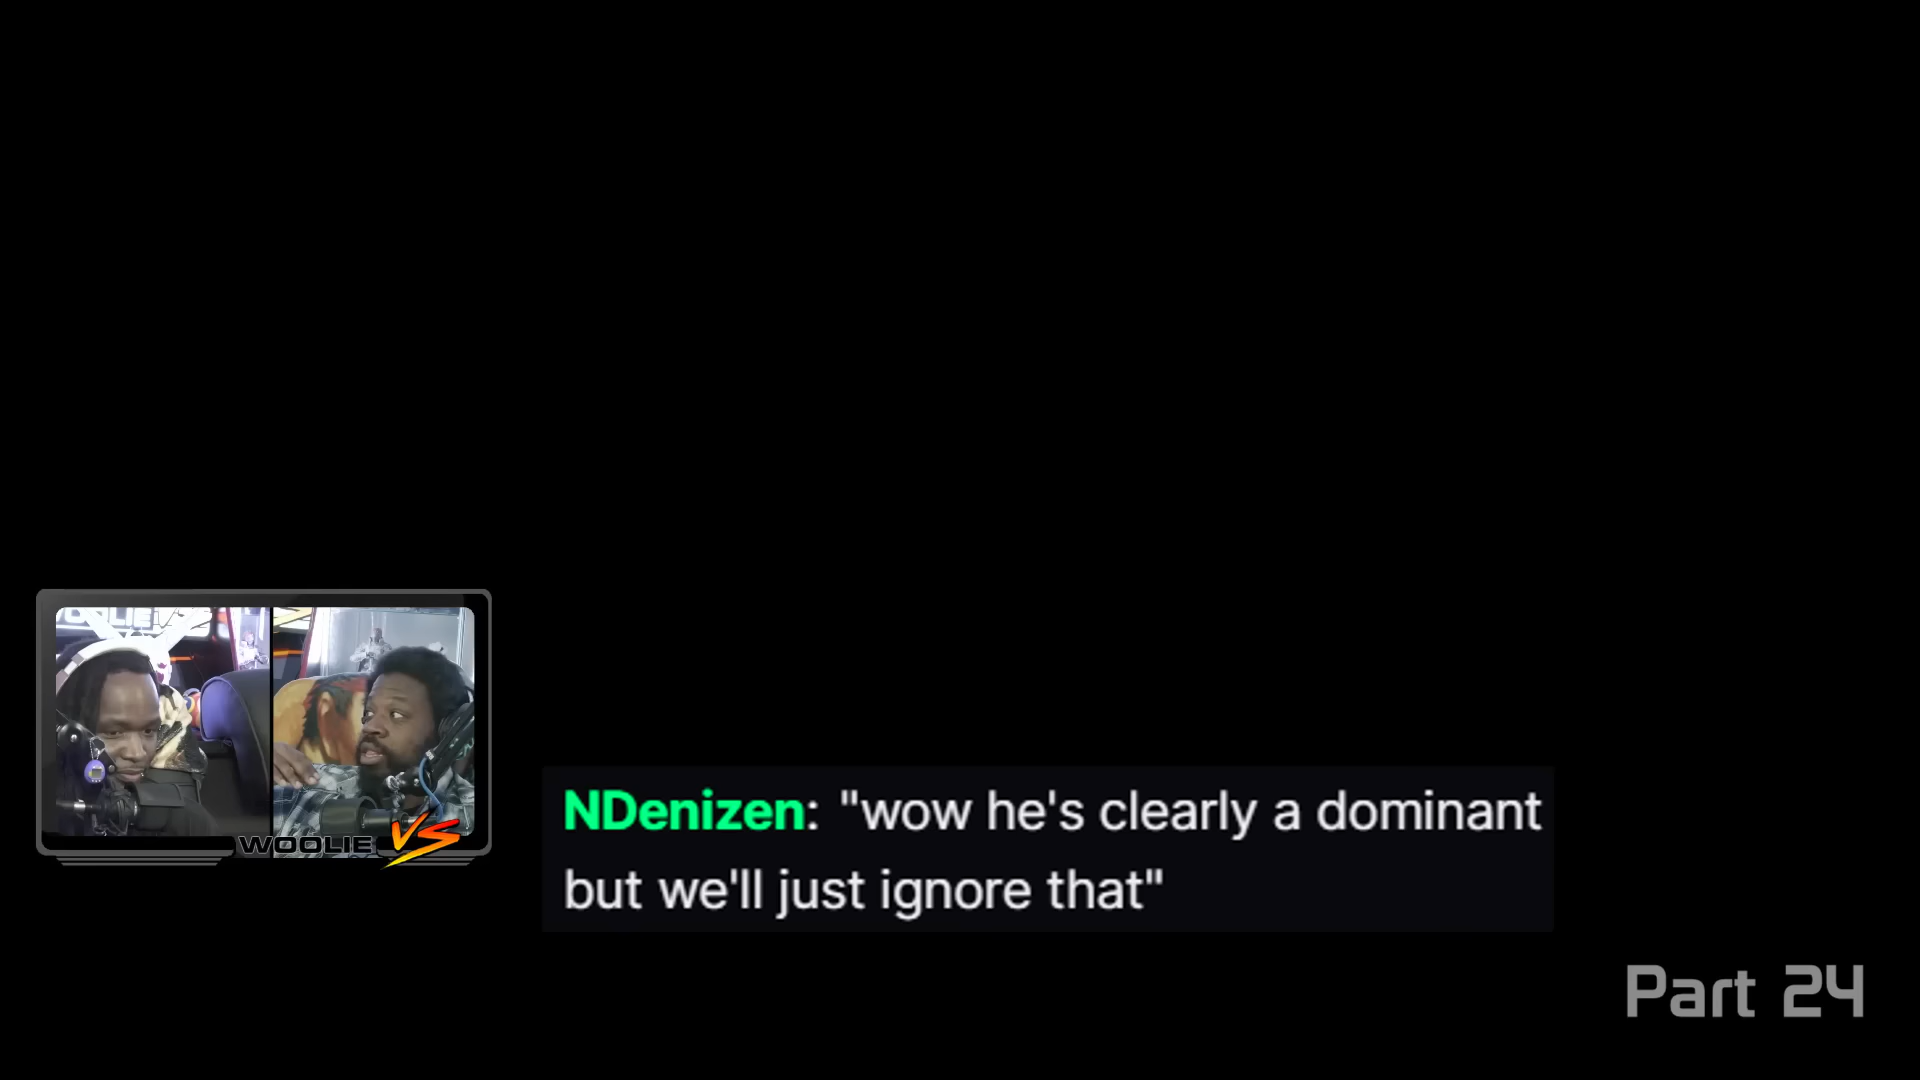 WOOLIE VS
NDenizen: "wow he's clearly a dominant
but we'll just ignore that"
Part 24